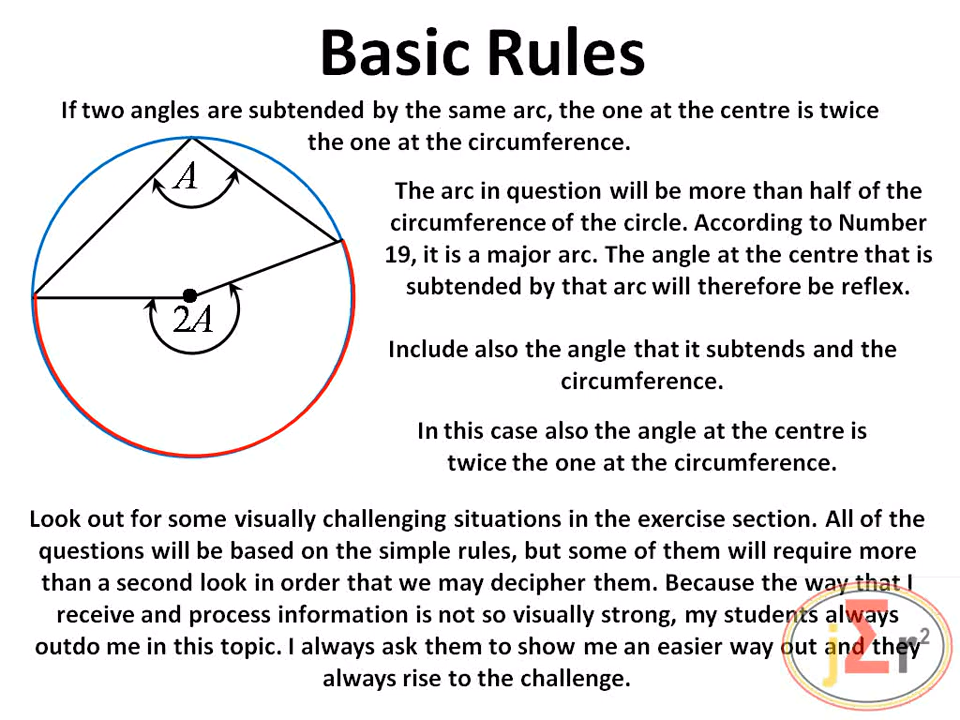 Basic Rules
If two angles are subtended by the same arc, the one at the centre is twice
the one at the circumference.
A
2A
The arc in question will be more than half of the
circumference of the circle. According to Number
19, it is a major arc. The angle at the centre that is
subtended by that arc will therefore be reflex.
Include also the angle that it subtends and the
circumference.
In this case also the angle at the centre is
twice the one at the circumference.
Look out for some visually challenging situations in the exercise section. All of the
questions will be based on the simple rules, but some of them will require more
than a second look in order that we may decipher them. Because the way that I
receive and process information is not so visually strong, my students always
outdo me in this topic. I always ask them to show me an easier way out and they
always rise to the challenge.
jΣr²